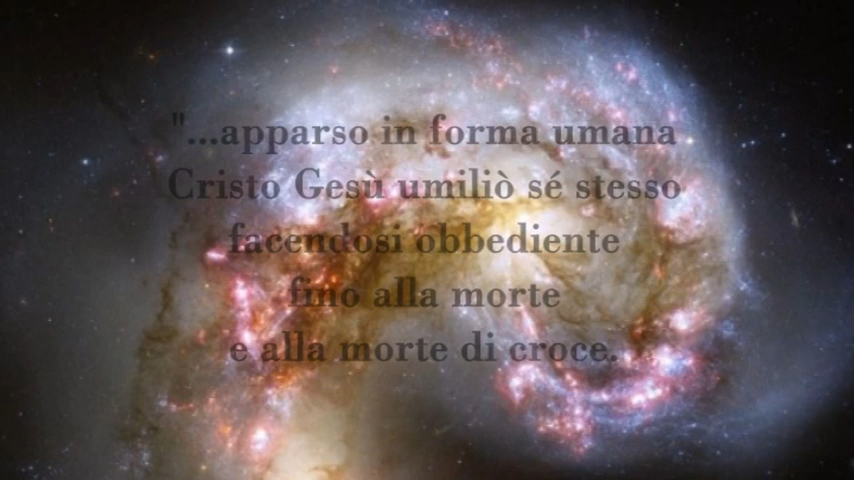 "...apparso in forma umana
Cristo Gesù umiliò sé stesso
facendosi obbediente
fino alla morte
e alla morte di croce.